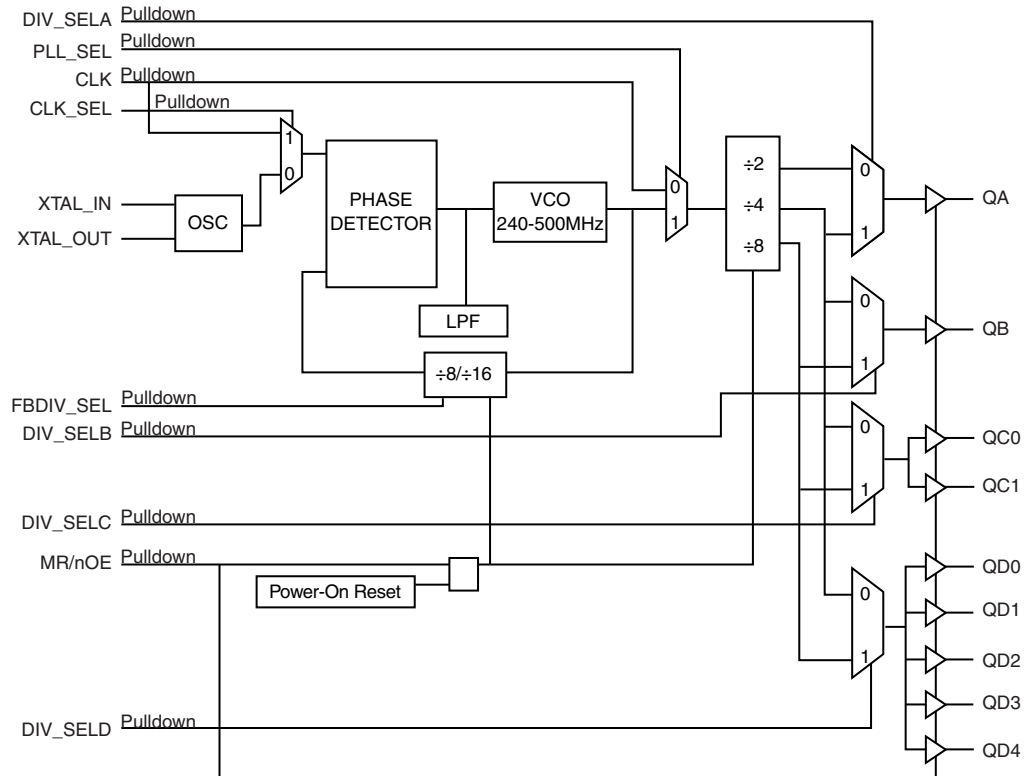 DIV_SELA Pulldown
PLL_SEL Pulldown
CLK Pulldown
CLK_SEL Pulldown
1
0
XTAL_IN
XTAL_OUT
OSC
PHASE
DETECTOR
VCO
240-500MHz
LPF
÷8/÷16
0
1
÷2
÷4
÷8
0
1
QA
0
1
QB
FBDIV_SEL Pulldown
DIV_SELB Pulldown
0
1
QC0
QC1
DIV_SELC Pulldown
MR/nOE Pulldown
Power-On Reset
0
1
QD0
QD1
QD2
QD3
QD4
DIV_SELD Pulldown